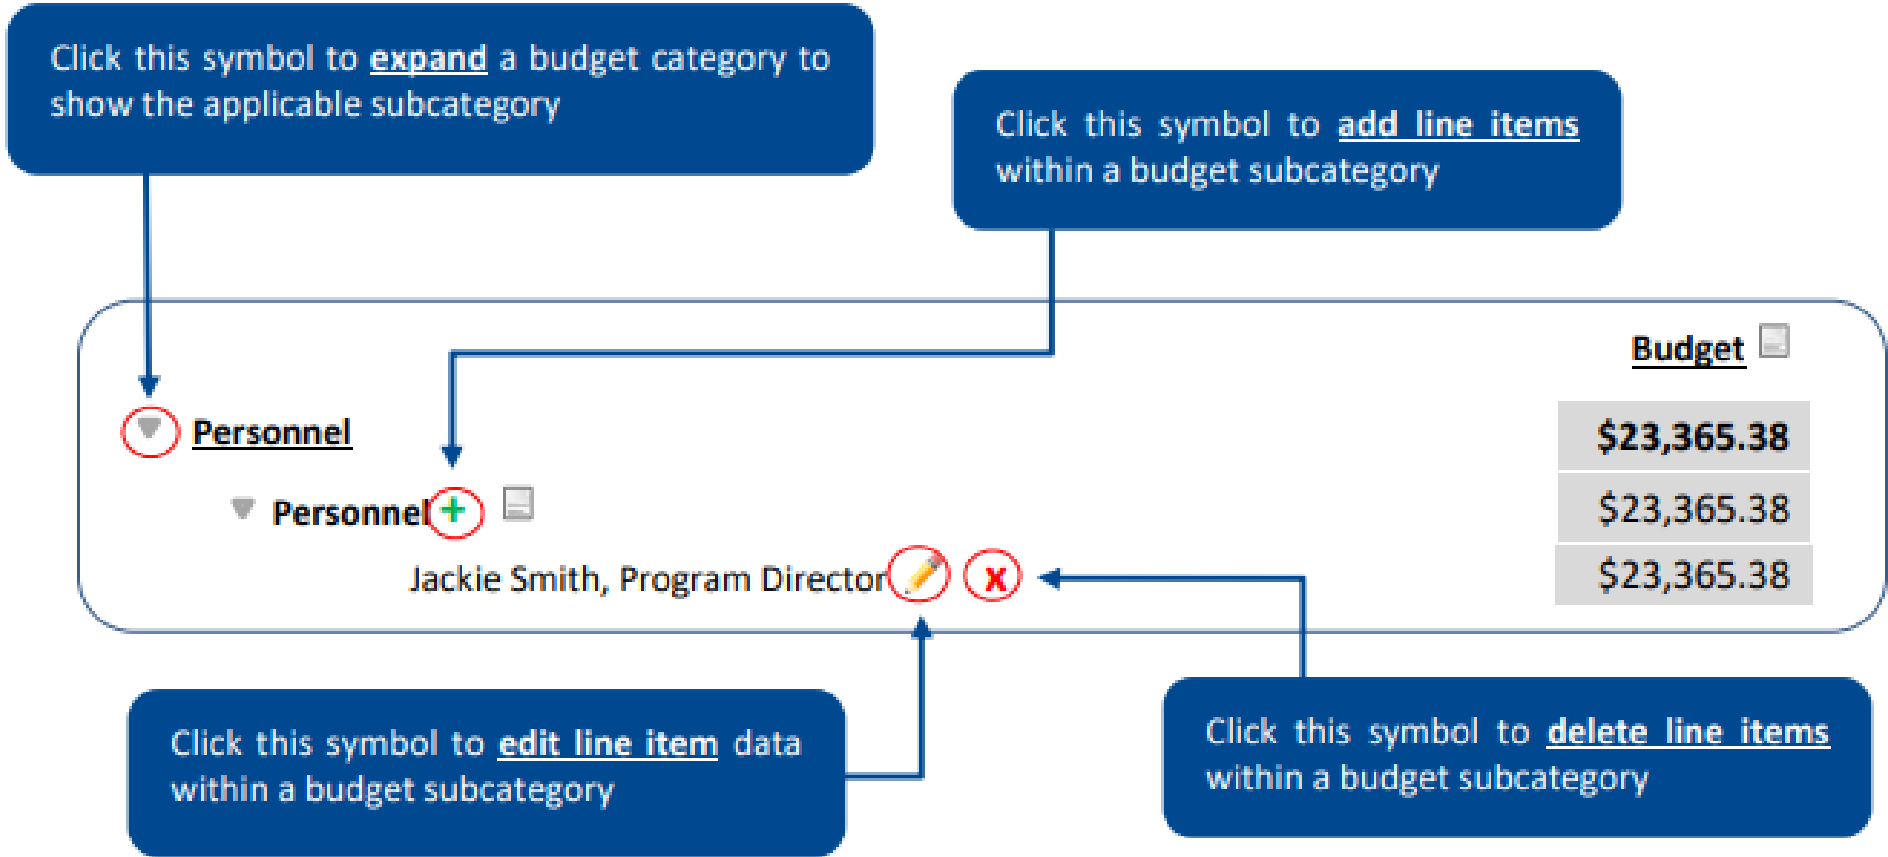 Click this symbol to expand a budget category to
show the applicable subcategory
Click this symbol to add line items
within a budget subcategory
Budget
Personnel
$23,365.38
Personnel +
$23,365.38
Jackie Smith, Program Director x
$23,365.38
Click this symbol to edit line item data
within a budget subcategory
Click this symbol to delete line items
within a budget subcategory